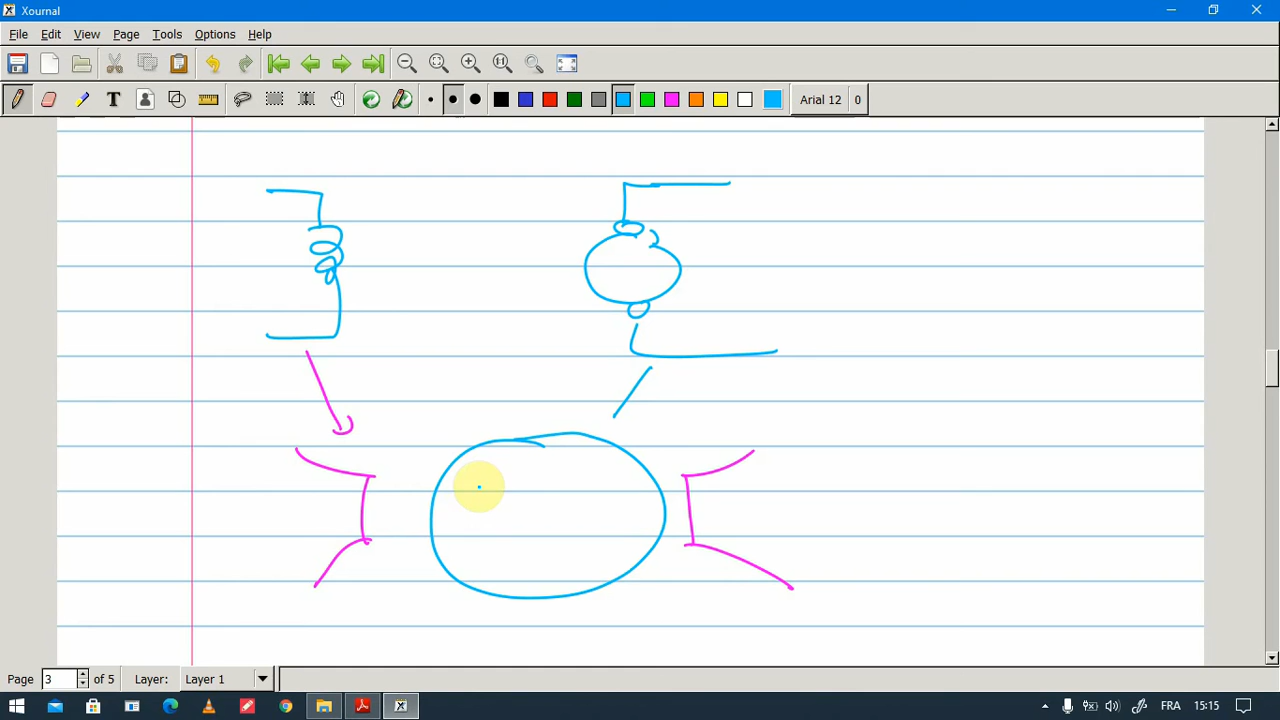 Xournal
File Edit View Page Tools Options Help
Arial 12 0
Page 3 of 5 Layer: Layer 1
FRA 15:15